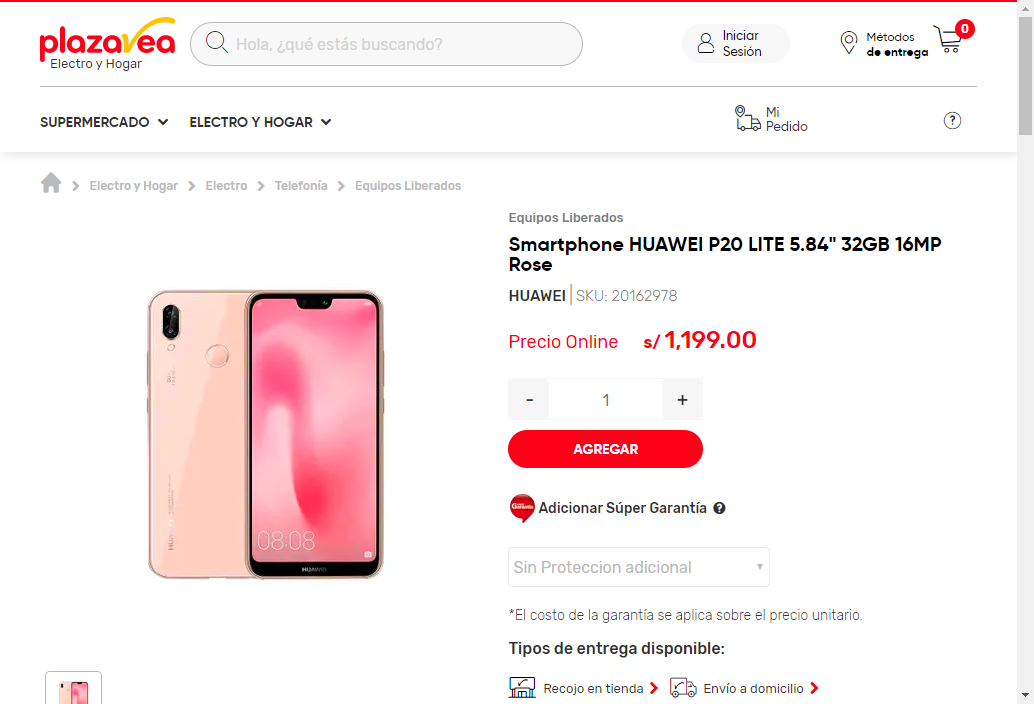 plazavea
Electro y Hogar
Hola, ¿qué estás buscando?
Iniciar
Sesión
Métodos
de entrega
0
SUPERMERCADO
ELECTRO Y HOGAR
Mi
Pedido
?
Electro y Hogar > Electro > Telefonía > Equipos Liberados
Equipos Liberados
Smartphone HUAWEI P20 LITE 5.84" 32GB 16MP
Rose
HUAWEI | SKU: 20162978
Precio Online s/ 1,199.00
- 1 +
AGREGAR
Adicionar Súper Garantía ?
Sin Proteccion adicional
*El costo de la garantía se aplica sobre el precio unitario.
Tipos de entrega disponible:
Recojo en tienda
Envío a domicilio
08:08
HUAWEI